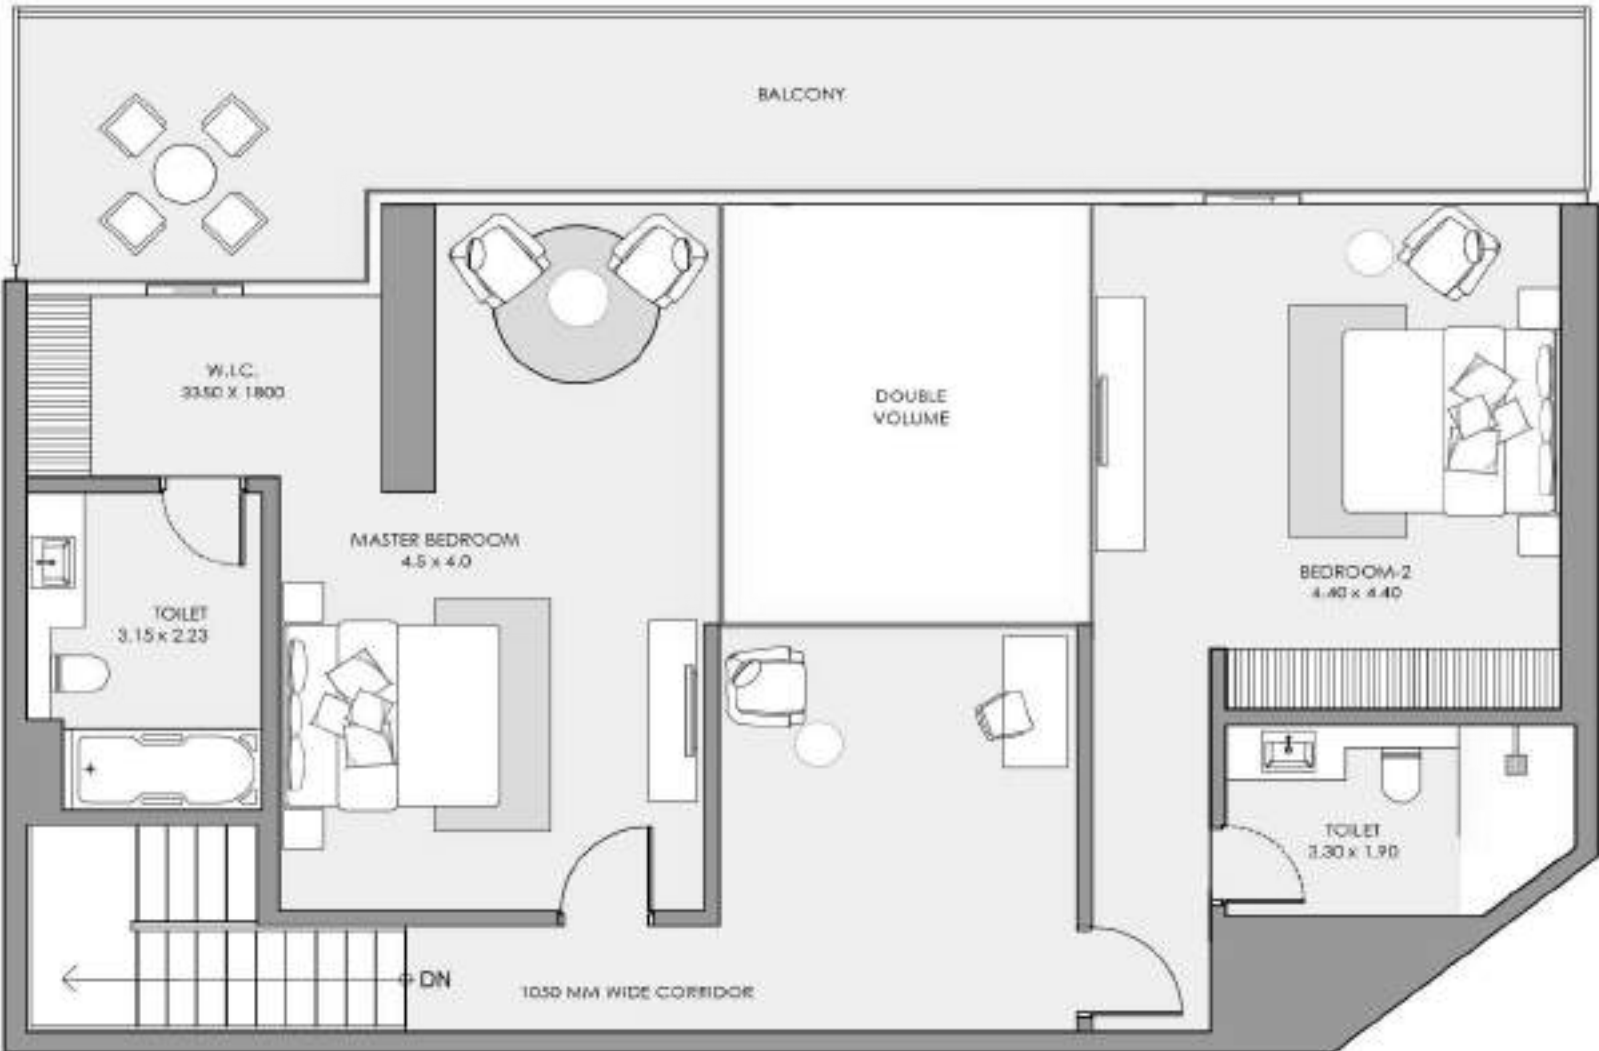 BALCONY
W.I.C.
3350 X 1800
DOUBLE
VOLUME
MASTER BEDROOM
4.5 x 4.0
BEDROOM-2
4.40 x 4.40
TOILET
3.15 x 2.23
TOILET
3.30 x 1.90
DN
1050 MM WIDE CORRIDOR